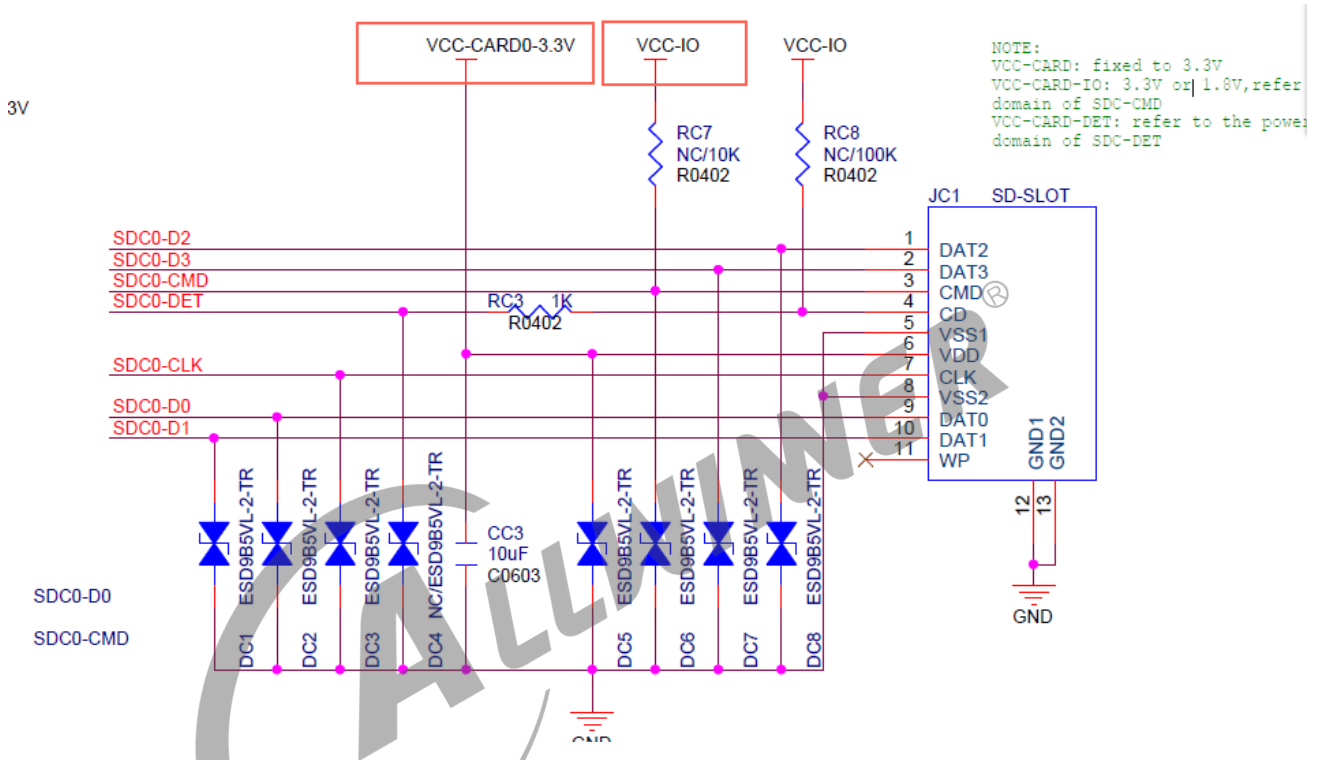 VCC-CARD0-3.3V
VCC-IO
VCC-IO
NOTE:
VCC-CARD: fixed to 3.3V
VCC-CARD-IO: 3.3V or 1.8V,refer
domain of SDC-CMD
VCC-CARD-DET: refer to the power
domain of SDC-DET
3V
RC7
NC/10K
R0402
RC8
NC/100K
R0402
JC1 SD-SLOT
SDC0-D2
SDC0-D3
SDC0-CMD
SDC0-DET
SDC0-CLK
SDC0-D0
SDC0-D1
RC3 1K
R0402
1 DAT2
2 DAT3
3 CMD
4 CD
5 VSS1
6 VDD
7 CLK
8 VSS2
9 DAT0
10 DAT1
11 WP
GND1
GND2
12
13
GND
ESD9B5VL-2-TR
ESD9B5VL-2-TR
ESD9B5VL-2-TR
NC/ESD9B5VL-2-TR
CC3
10uF
C0603
ESD9B5VL-2-TR
ESD9B5VL-2-TR
ESD9B5VL-2-TR
ESD9B5VL-2-TR
DC1
DC2
DC3
DC4
DC5
DC6
DC7
DC8
SDC0-D0
SDC0-CMD
GND
ALLWINNER
®